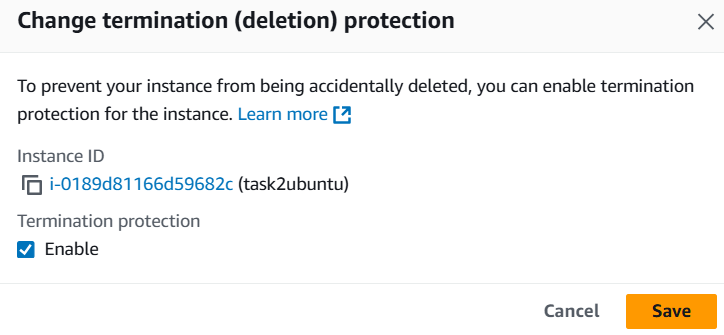 Change termination (deletion) protection
To prevent your instance from being accidentally deleted, you can enable termination
protection for the instance. Learn more
Instance ID
i-0189d81166d59682c (task2ubuntu)
Termination protection
Enable
Cancel Save